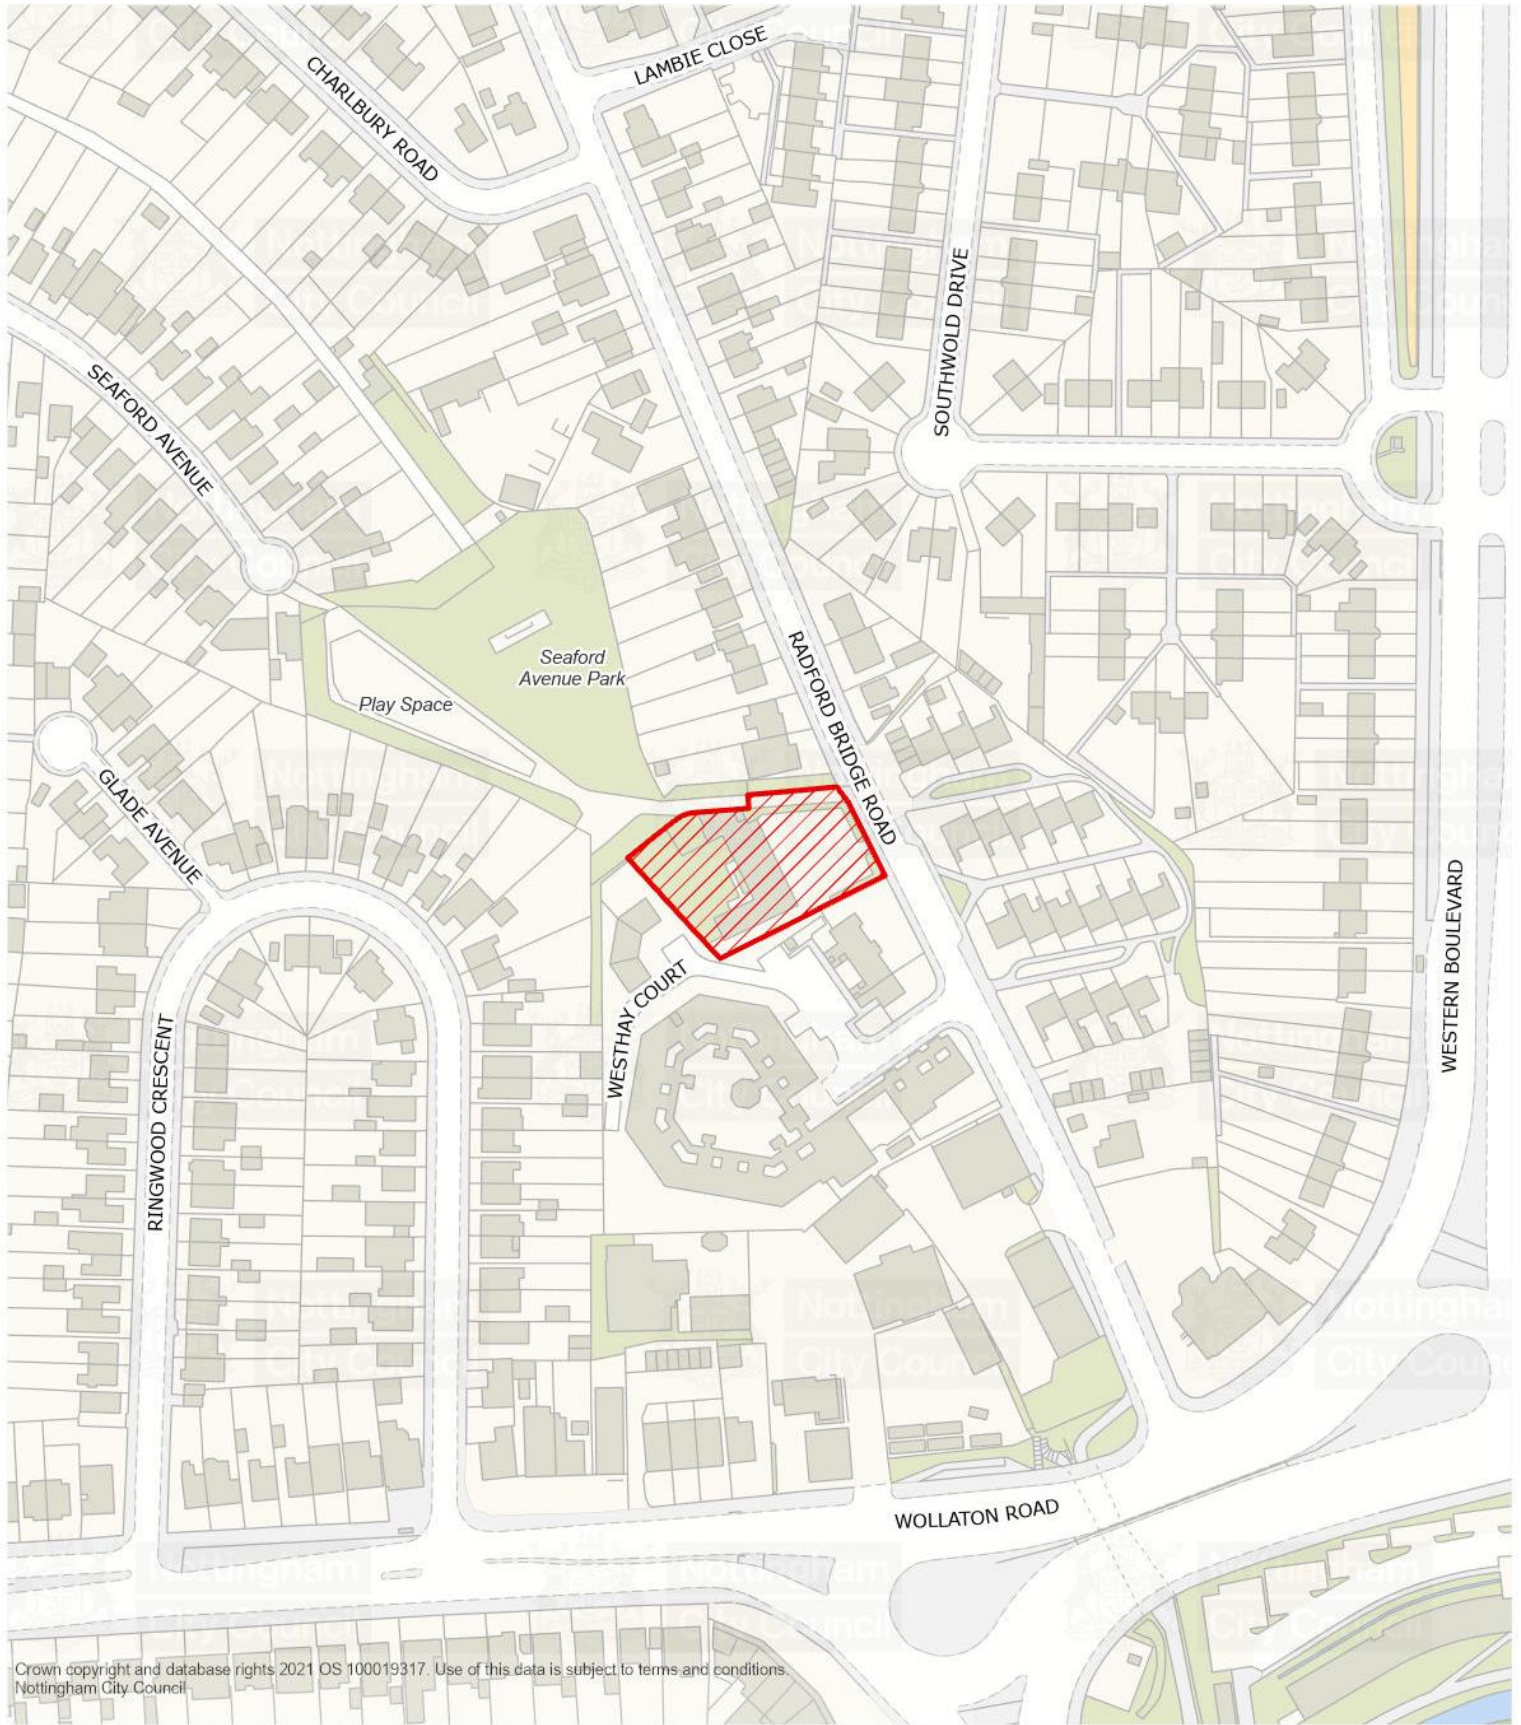 LAMBIE CLOSE
CHARLBURY ROAD
SOUTHWOLD DRIVE
SEAFORD AVENUE
RADFORD BRIDGE ROAD
Seaford
Avenue Park
Play Space
GLADE AVENUE
WESTERN BOULEVARD
WESTHAY COURT
RINGWOOD CRESCENT
WOLLATON ROAD
Crown copyright and database rights 2021 OS 100019317. Use of this data is subject to terms and conditions.
Nottingham City Council